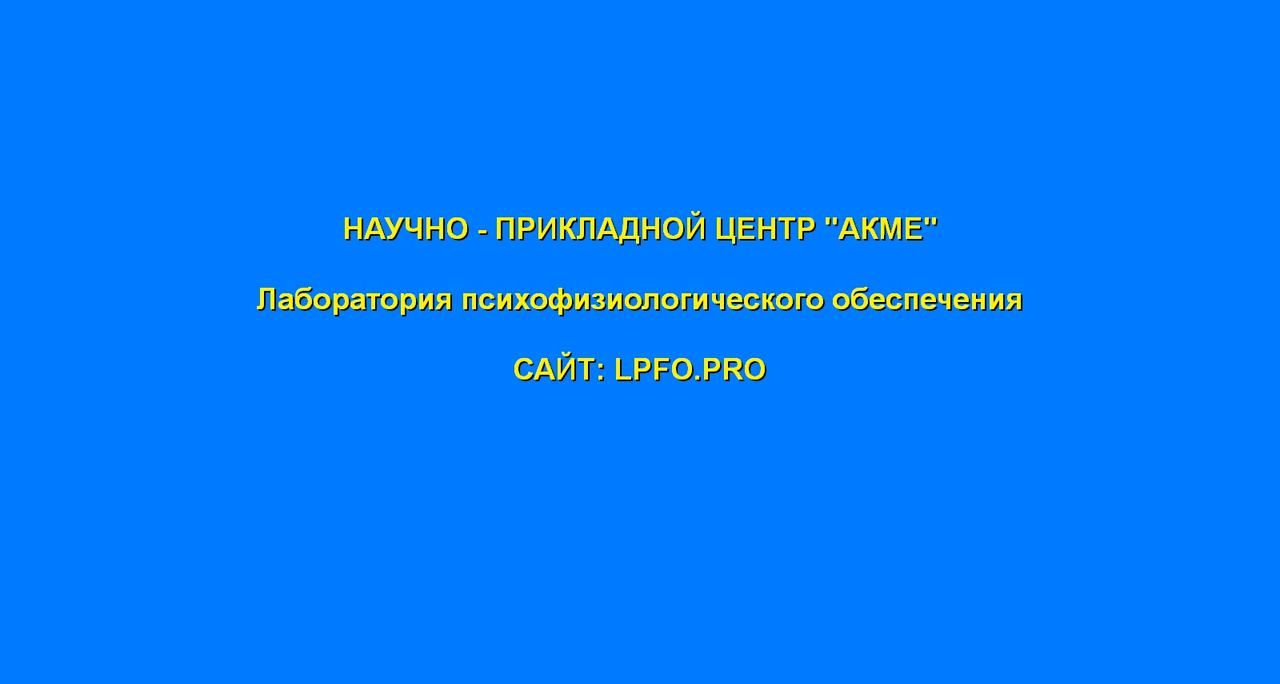 НАУЧНО - ПРИКЛАДНОЙ ЦЕНТР "АКМЕ"
Лаборатория психофизиологического обеспечения
САЙТ: LPFO.PRO